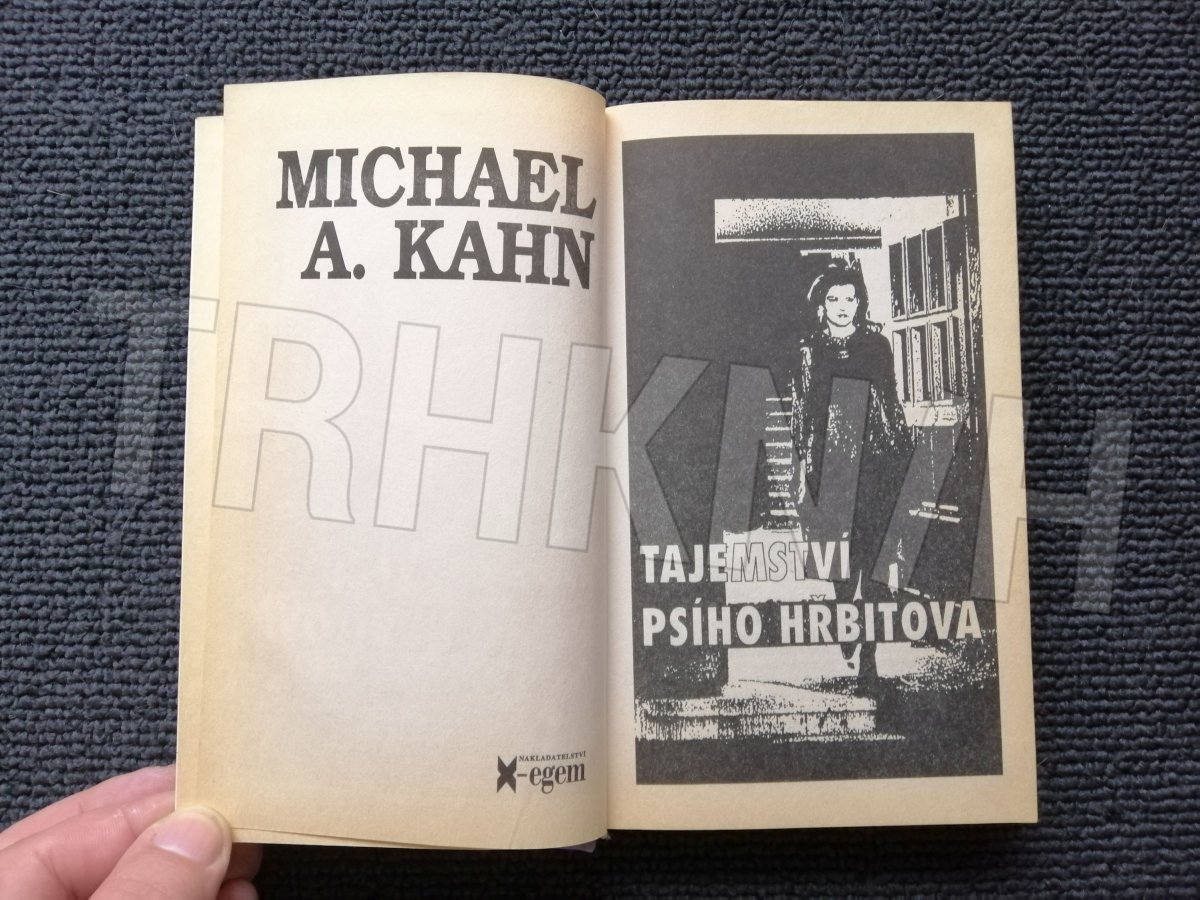 MICHAEL
A. KAHN
NAKLADATELSTVÍ
X-egem
TAJEMSTVÍ
PSÍHO HŘBITOVA
TRHKNIH